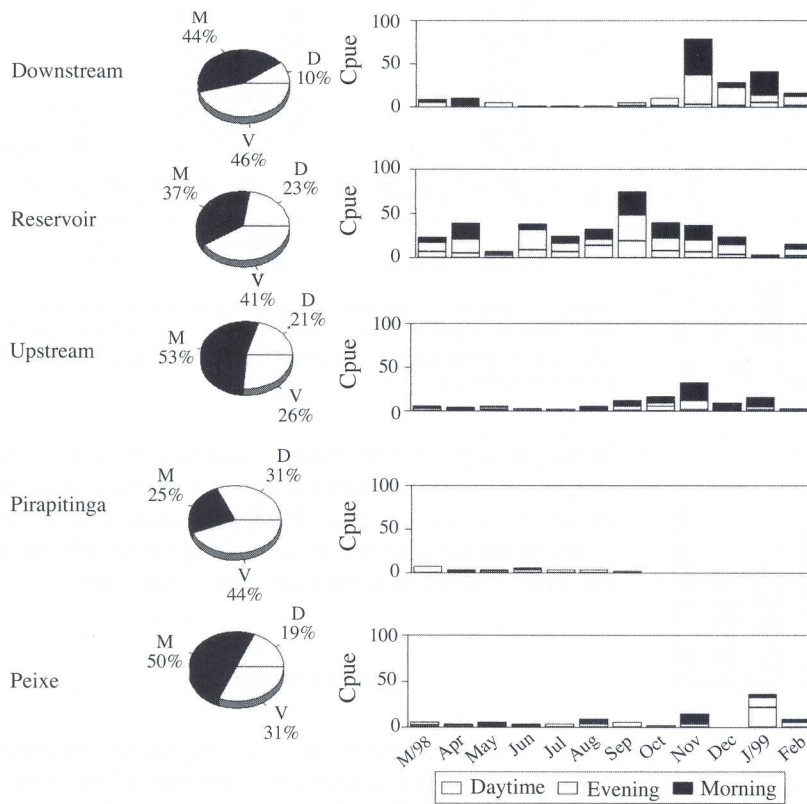 Downstream
M
44%
D
10%
V
46%
Cpue
100
50
0
Reservoir
M
37%
D
23%
V
41%
Cpue
100
50
0
Upstream
M
53%
D
21%
V
26%
Cpue
100
50
0
Pirapitinga
M
25%
D
31%
V
44%
Cpue
100
50
0
Peixe
M
50%
D
19%
V
31%
Cpue
100
50
0
M/98 Apr May Jun Jul Aug Sep Oct Nov Dec J/99 Feb
Daytime Evening Morning